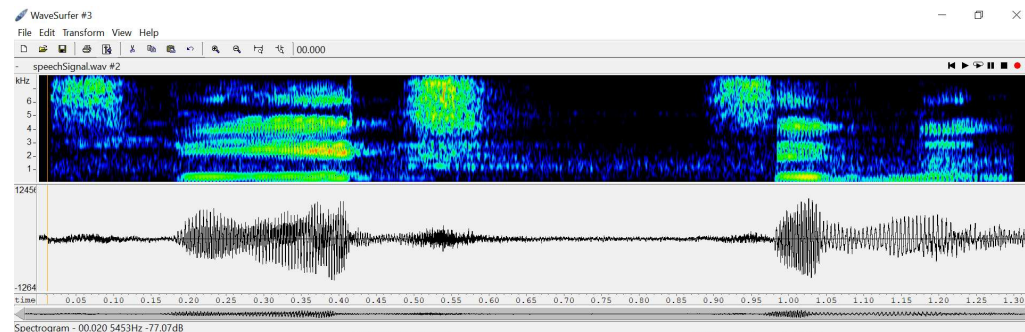 WaveSurfer #3
File Edit Transform View Help
00.000
- speechSignal.wav #2
kHz
6
5
4
3
2
1
12456
-1264
time 0.05 0.10 0.15 0.20 0.25 0.30 0.35 0.40 0.45 0.50 0.55 0.60 0.65 0.70 0.75 0.80 0.85 0.90 0.95 1.00 1.05 1.10 1.15 1.20 1.25 1.30
Spectrogram - 00.020 5453Hz -77.07dB